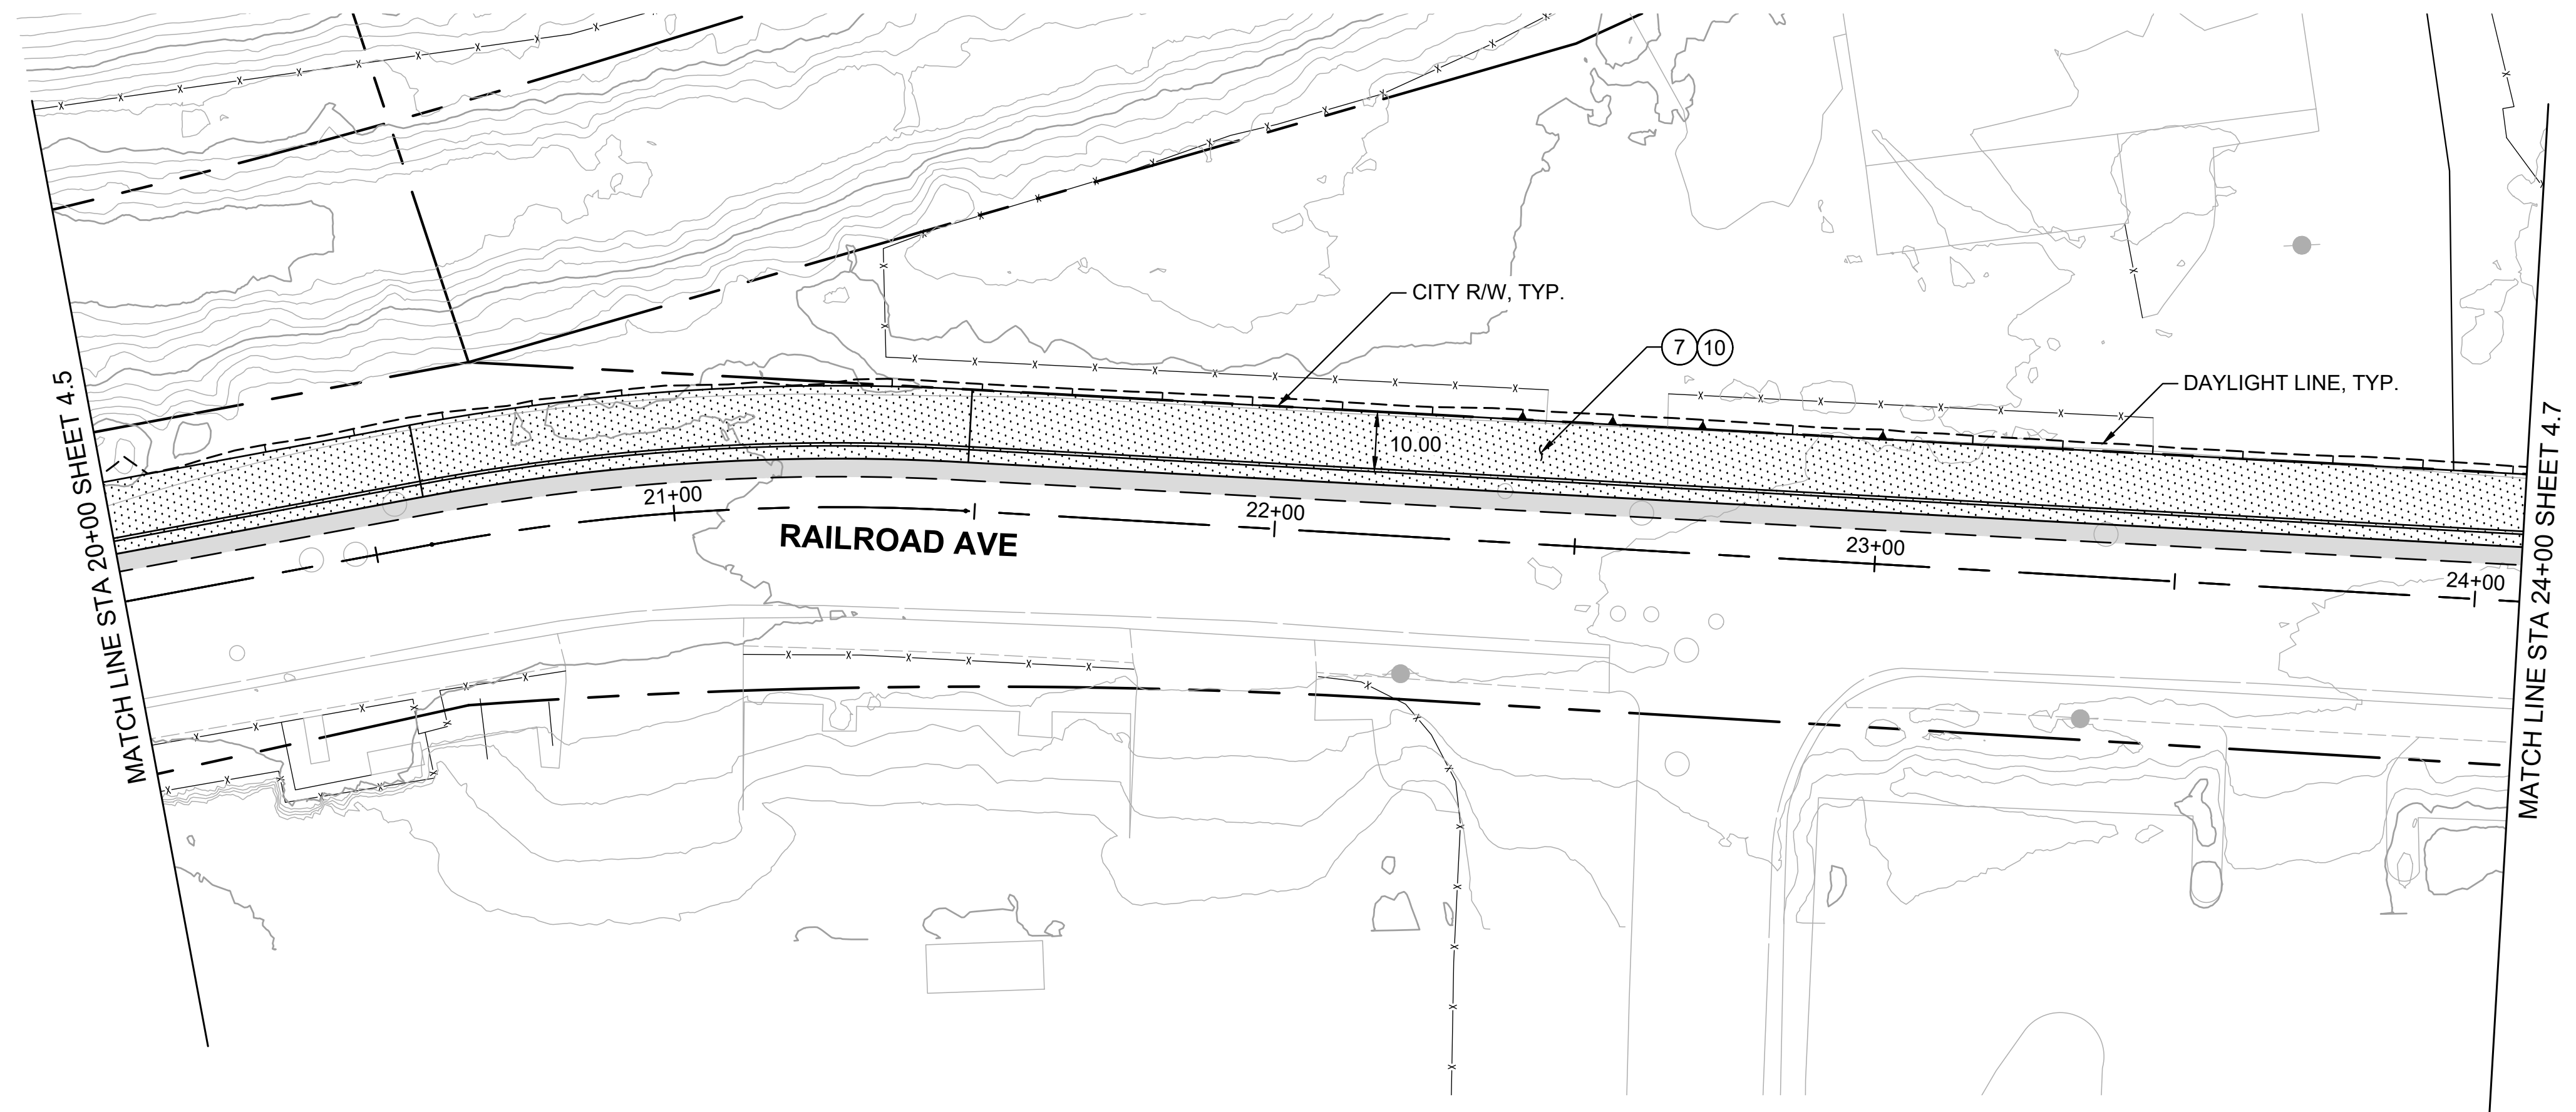 CITY R/W, TYP.
7 10
DAYLIGHT LINE, TYP.
10.00
MATCH LINE STA 20+00 SHEET 4.5
21+00
22+00
23+00
24+00
RAILROAD AVE
MATCH LINE STA 24+00 SHEET 4.7